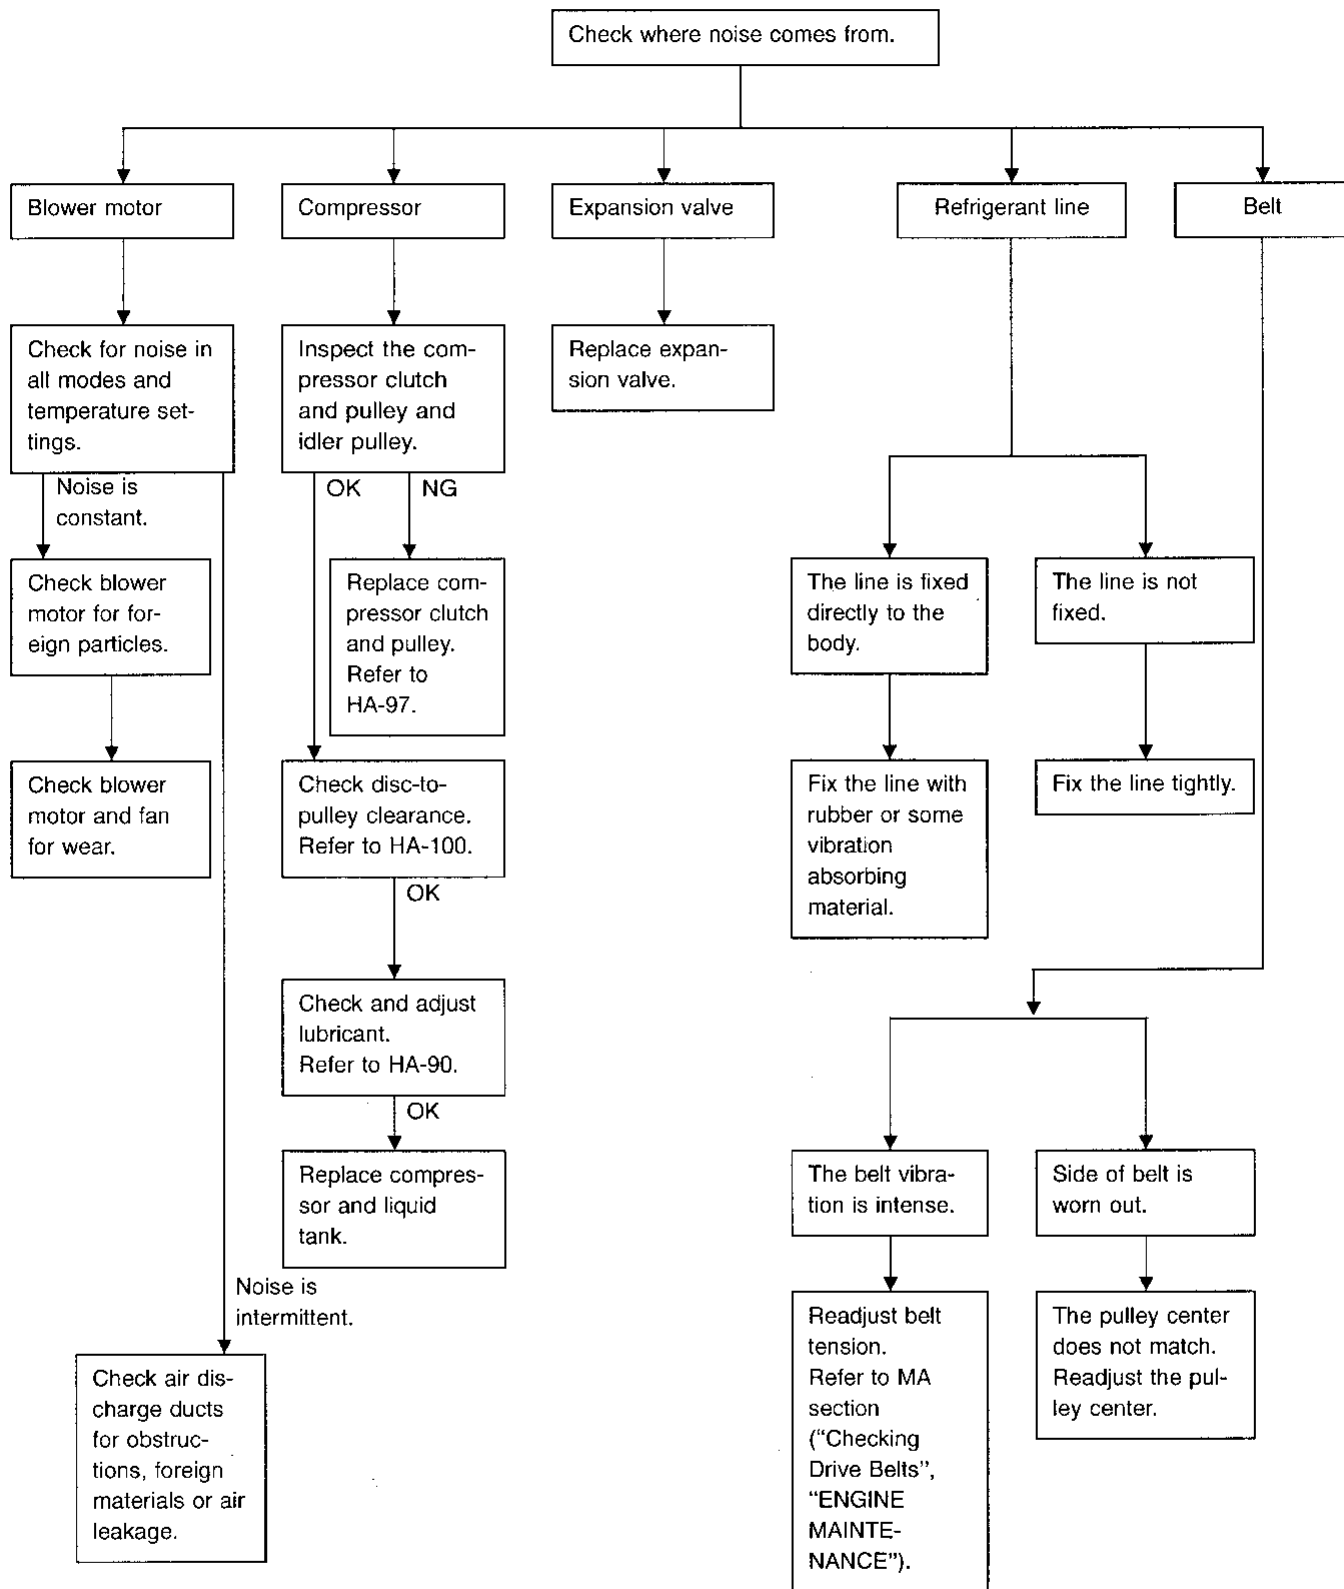 Check where noise comes from.
Blower motor
Compressor
Expansion valve
Refrigerant line
Belt
Check for noise in
all modes and
temperature set-
tings.
Inspect the com-
pressor clutch
and pulley and
idler pulley.
Replace expan-
sion valve.
Noise is
constant.
OK
NG
Check blower
motor for for-
eign particles.
Replace com-
pressor clutch
and pulley.
Refer to
HA-97.
The line is fixed
directly to the
body.
The line is not
fixed.
Check blower
motor and fan
for wear.
Check disc-to-
pulley clearance.
Refer to HA-100.
Fix the line with
rubber or some
vibration
absorbing
material.
Fix the line tightly.
OK
Check and adjust
lubricant.
Refer to HA-90.
OK
Replace compres-
sor and liquid
tank.
The belt vibra-
tion is intense.
Side of belt is
worn out.
Noise is
intermittent.
Check air dis-
charge ducts
for obstruc-
tions, foreign
materials or air
leakage.
Readjust belt
tension.
Refer to MA
section
(“Checking
Drive Belts”,
“ENGINE
MAINTE-
NANCE”).
The pulley center
does not match.
Readjust the pul-
ley center.